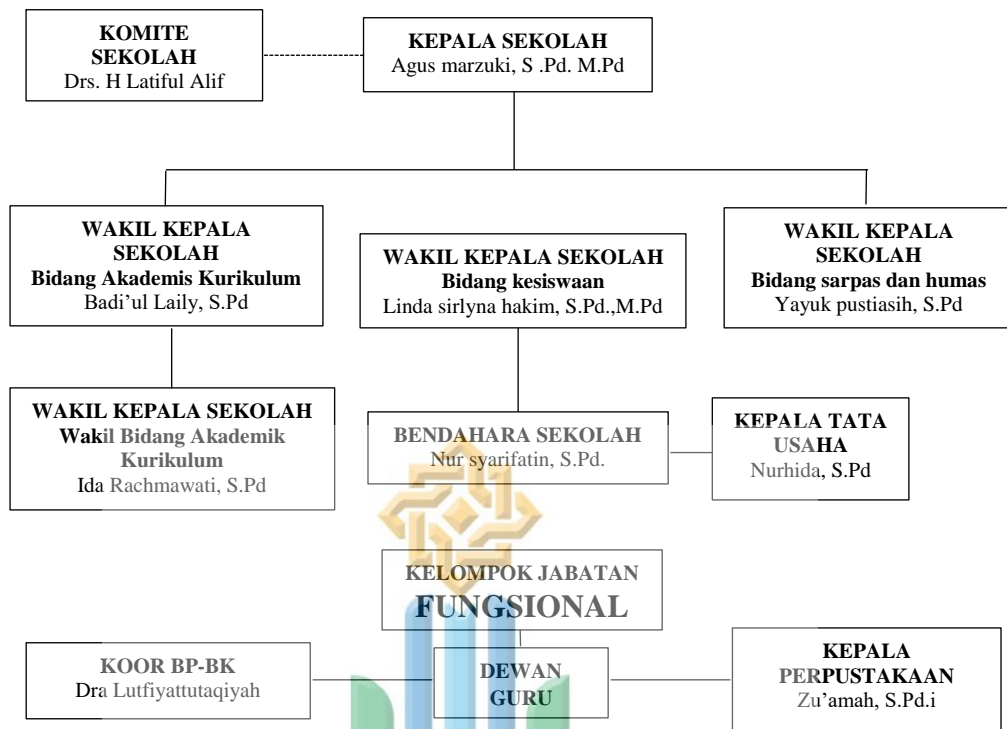 KOMITE
SEKOLAH
Drs. H Latiful Alif
KEPALA SEKOLAH
Agus marzuki, S .Pd. M.Pd
WAKIL KEPALA
SEKOLAH
Bidang Akademis Kurikulum
Badi’ul Laily, S.Pd
WAKIL KEPALA SEKOLAH
Bidang kesiswaan
Linda sirlyna hakim, S.Pd.,M.Pd
WAKIL KEPALA
SEKOLAH
Bidang sarpas dan humas
Yayuk pustiasih, S.Pd
WAKIL KEPALA SEKOLAH
Wakil Bidang Akademik
Kurikulum
Ida Rachmawati, S.Pd
BENDAHARA SEKOLAH
Nur syarifatin, S.Pd.
KEPALA TATA
USAHA
Nurhida, S.Pd
KELOMPOK JABATAN
FUNGSIONAL
KOOR BP-BK
Dra Lutfiyattutaqiyah
DEWAN
GURU
KEPALA
PERPUSTAKAAN
Zu’amah, S.Pd.i